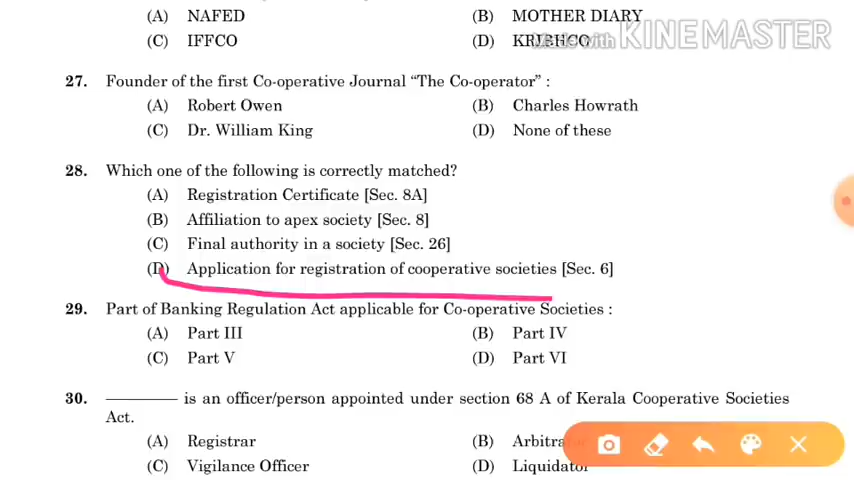 (A) NAFED (B) MOTHER DIARY
(C) IFFCO (D) KRIBHCO
Made with KINEMASTER
27. Founder of the first Co-operative Journal “The Co-operator” :
(A) Robert Owen (B) Charles Howrath
(C) Dr. William King (D) None of these
28. Which one of the following is correctly matched?
(A) Registration Certificate [Sec. 8A]
(B) Affiliation to apex society [Sec. 8]
(C) Final authority in a society [Sec. 26]
(D) Application for registration of cooperative societies [Sec. 6]
29. Part of Banking Regulation Act applicable for Co-operative Societies :
(A) Part III (B) Part IV
(C) Part V (D) Part VI
30. ———— is an officer/person appointed under section 68 A of Kerala Cooperative Societies
Act.
(A) Registrar (B)
(C) Vigilance Officer (D) Liquidator